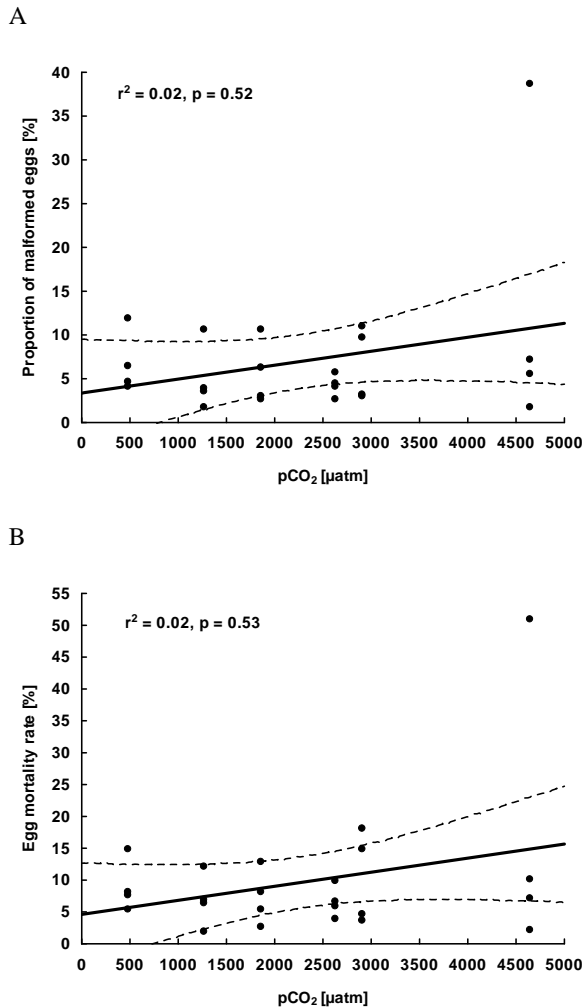 A
40
35
30
25
20
15
10
5
0
Proportion of malformed eggs [%]
r² = 0.02, p = 0.52
0 500 1000 1500 2000 2500 3000 3500 4000 4500 5000
pCO₂ [µatm]
B
55
50
45
40
35
30
25
20
15
10
5
0
Egg mortality rate [%]
r² = 0.02, p = 0.53
0 500 1000 1500 2000 2500 3000 3500 4000 4500 5000
pCO₂ [µatm]